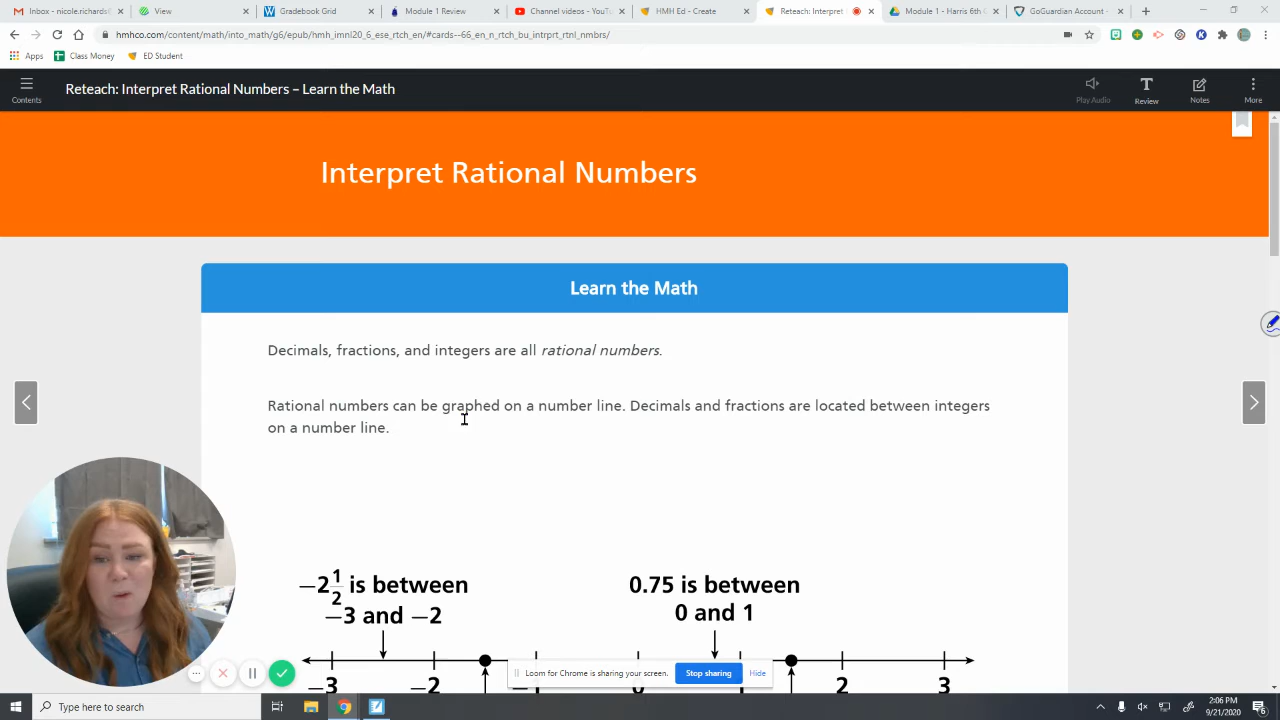 Inbox - nicole.richards@
View
Gradebook Grid
Module 1 Review
Channel videos - YouTu
HMH Ed - Create
Reteach: Interpret
Module 1 - Harris 6th
GoGuardian Account -
hmhco.com/content/math/into_math/g6/epub/hmh_imnl20_6_ese_rtch_en/#cards--66_en_n_rtch_bu_intrprt_rtnl_nmbrs/
Apps
Class Money
ED Student
Contents
Reteach: Interpret Rational Numbers – Learn the Math
Play Audio
Review
Notes
More
Interpret Rational Numbers
Learn the Math
Decimals, fractions, and integers are all rational numbers.
Rational numbers can be graphed on a number line. Decimals and fractions are located between integers
on a number line.
−2 1/2 is between
−3 and −2
0.75 is between
0 and 1
Loom for Chrome is sharing your screen.
Stop sharing
Hide
−3 −2 2 3
Type here to search
2:06 PM
9/21/2020